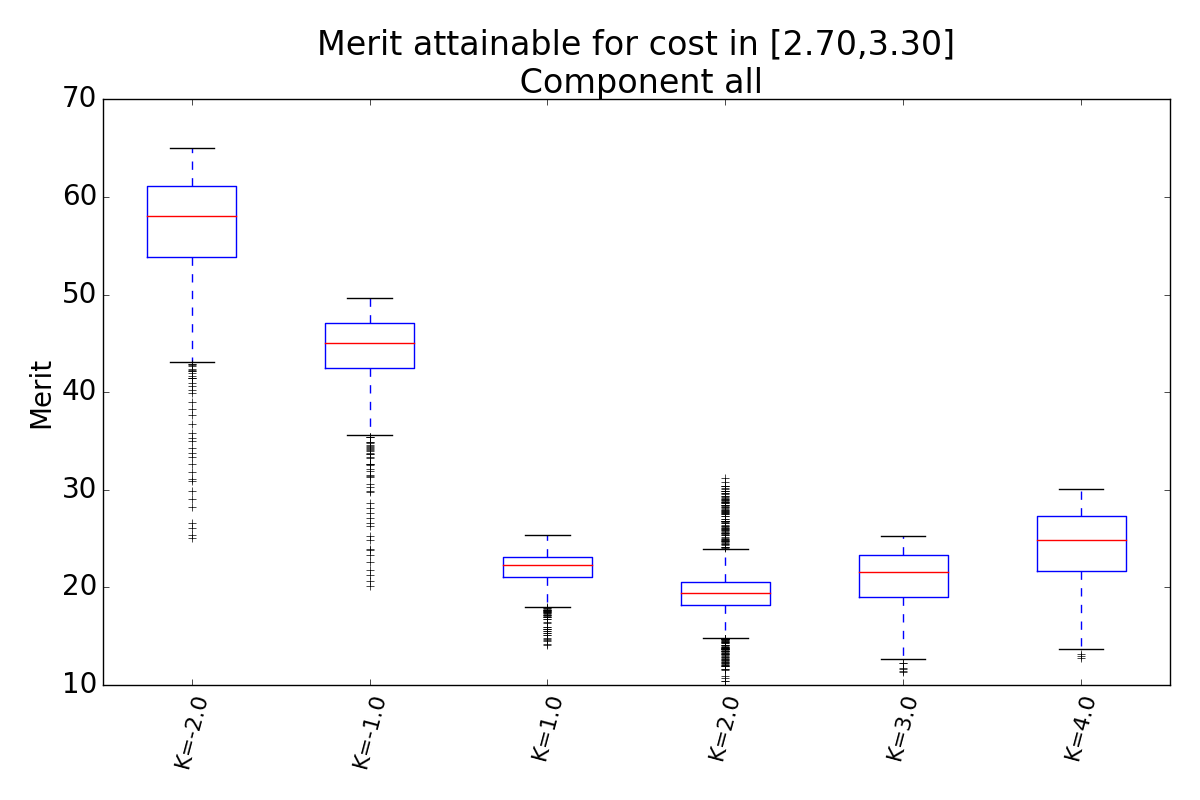 Merit attainable for cost in [2.70,3.30]
Component all
70
60
50
40
30
20
10
Merit
K=-2.0
K=-1.0
K=1.0
K=2.0
K=3.0
K=4.0